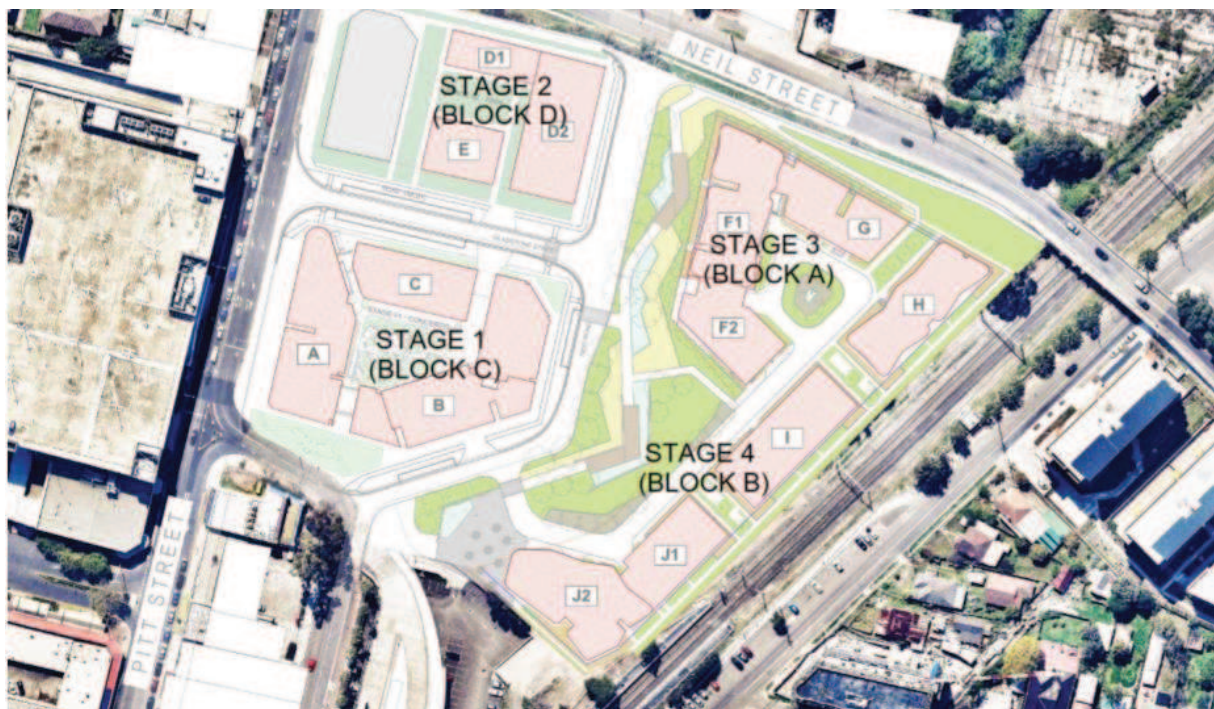 D1
STAGE 2
(BLOCK D)
D2
E
NEIL STREET
F1
G
STAGE 3
(BLOCK A)
C
H
F2
STAGE 1
(BLOCK C)
A
B
I
STAGE 4
(BLOCK B)
J1
J2
PITT STREET